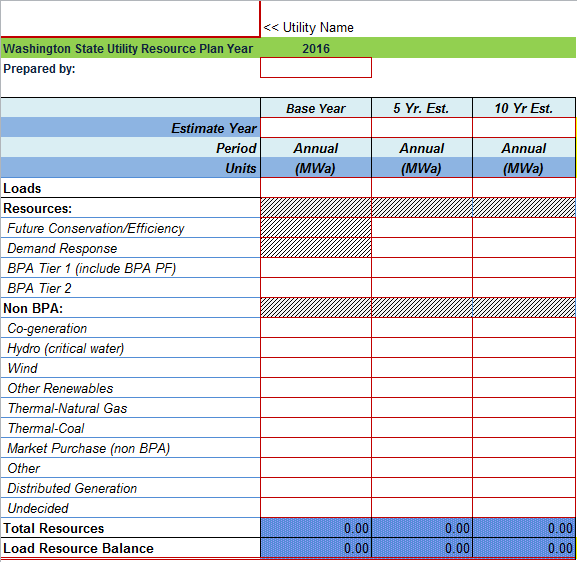 << Utility Name
Washington State Utility Resource Plan Year 2016
Prepared by:
Base Year 5 Yr. Est. 10 Yr Est.
Estimate Year
Period Annual Annual Annual
Units (MWa) (MWa) (MWa)
Loads
Resources:
Future Conservation/Efficiency
Demand Response
BPA Tier 1 (include BPA PF)
BPA Tier 2
Non BPA:
Co-generation
Hydro (critical water)
Wind
Other Renewables
Thermal-Natural Gas
Thermal-Coal
Market Purchase (non BPA)
Other
Distributed Generation
Undecided
Total Resources 0.00 0.00 0.00
Load Resource Balance 0.00 0.00 0.00